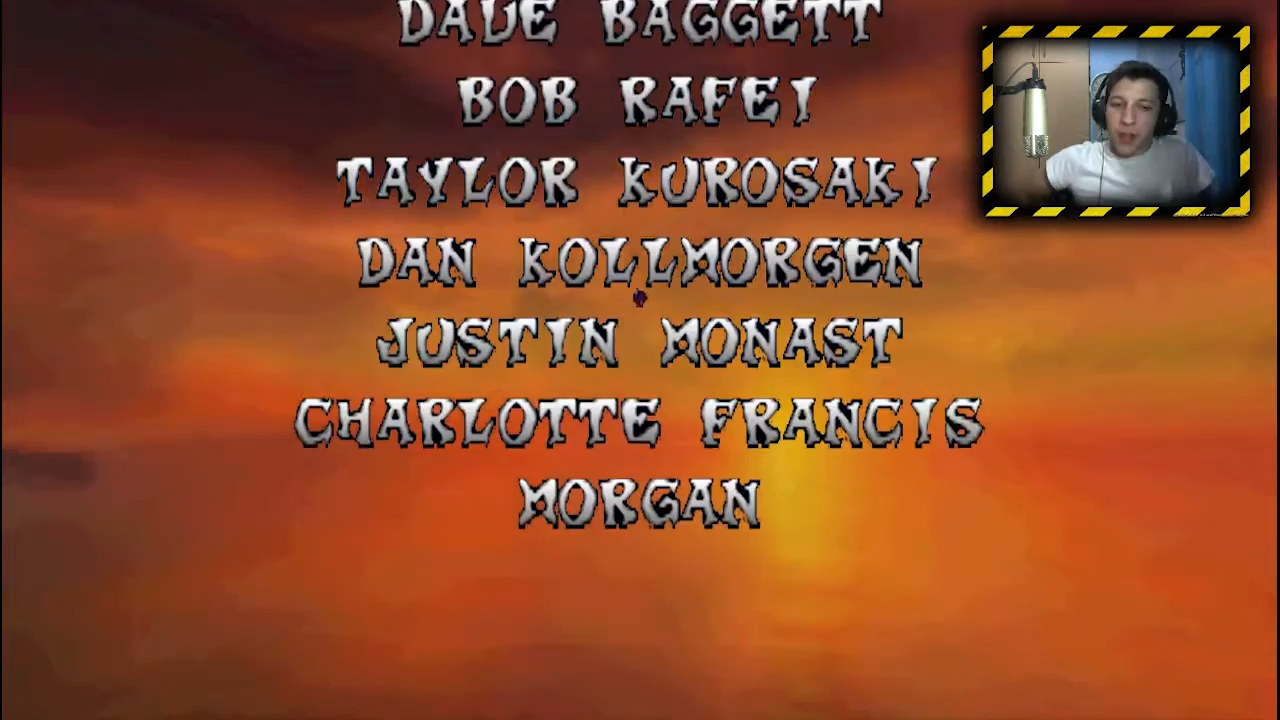 DAVE BAGGETT
BOB RAFEI
TAYLOR KUROSAKI
DAN KOLLMORGEN
JUSTIN MONAST
CHARLOTTE FRANCIS
MORGAN